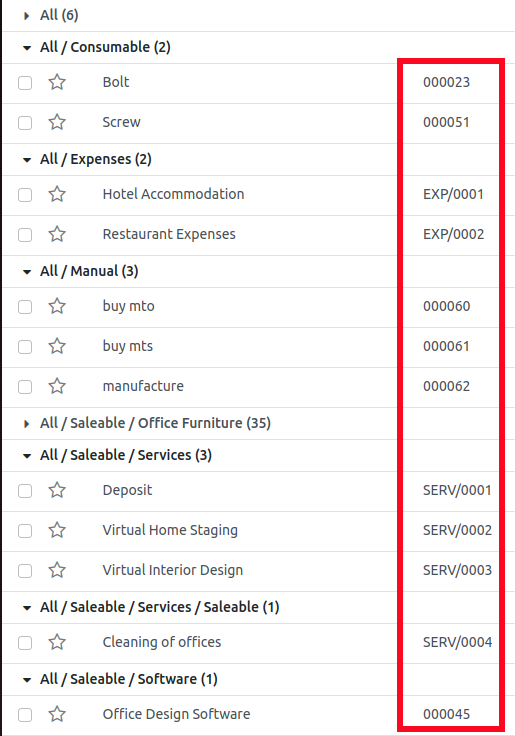 All (6)
All / Consumable (2)
Bolt 000023
Screw 000051
All / Expenses (2)
Hotel Accommodation EXP/0001
Restaurant Expenses EXP/0002
All / Manual (3)
buy mto 000060
buy mts 000061
manufacture 000062
All / Saleable / Office Furniture (35)
All / Saleable / Services (3)
Deposit SERV/0001
Virtual Home Staging SERV/0002
Virtual Interior Design SERV/0003
All / Saleable / Services / Saleable (1)
Cleaning of offices SERV/0004
All / Saleable / Software (1)
Office Design Software 000045